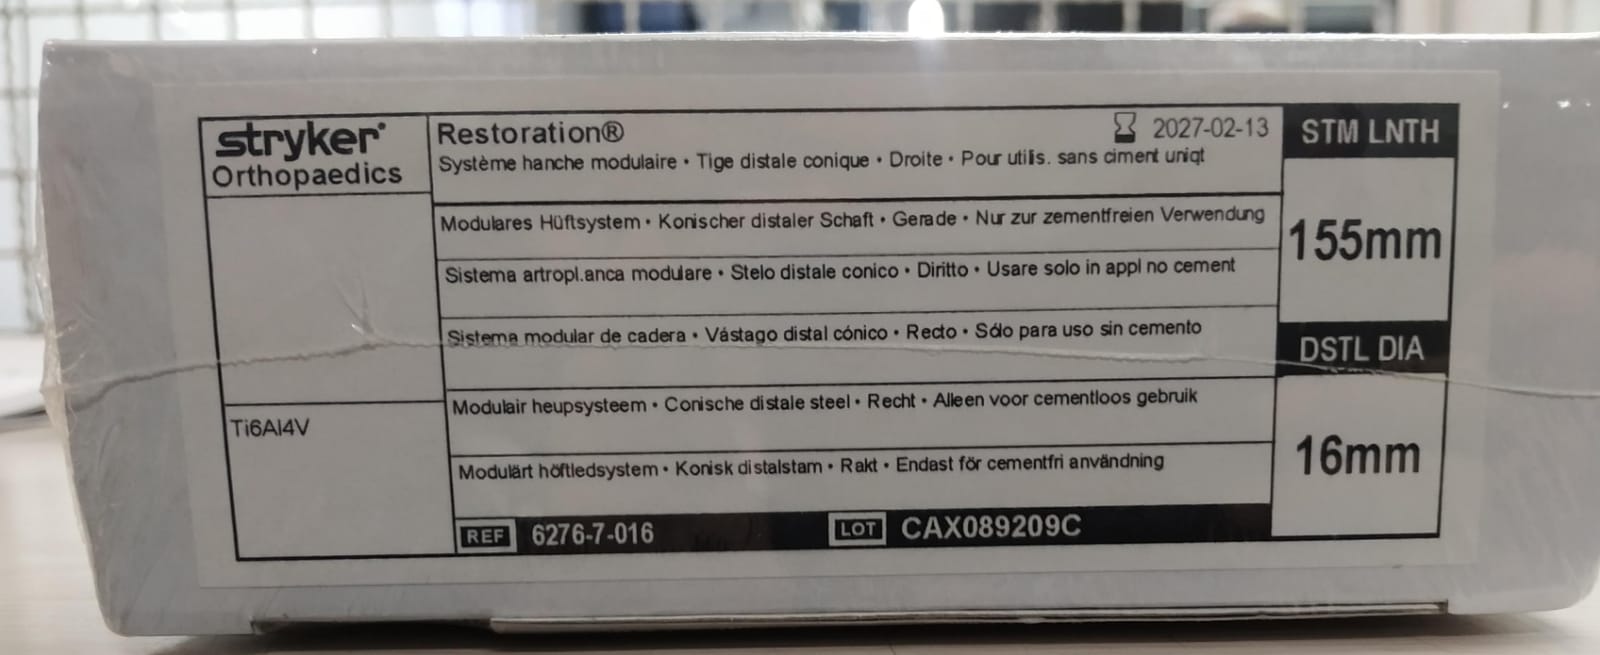 stryker®
Orthopaedics
Restoration®
2027-02-13
Système hanche modulaire • Tige distale conique • Droite • Pour utilis. sans ciment uniqt
Modulares Hüftsystem • Konischer distaler Schaft • Gerade • Nur zur zementfreien Verwendung
Sistema artropl.anca modulare • Stelo distale conico • Diritto • Usare solo in appl no cement
Sistema modular de cadera • Vástago distal cónico • Recto • Sólo para uso sin cemento
Modulair heupsysteem • Conische distale steel • Recht • Alleen voor cementloos gebruik
Modulärt höftledsystem • Konisk distalstam • Rakt • Endast för cementfri användning
Ti6Al4V
REF 6276-7-016
LOT CAX089209C
STM LNTH
155mm
DSTL DIA
16mm